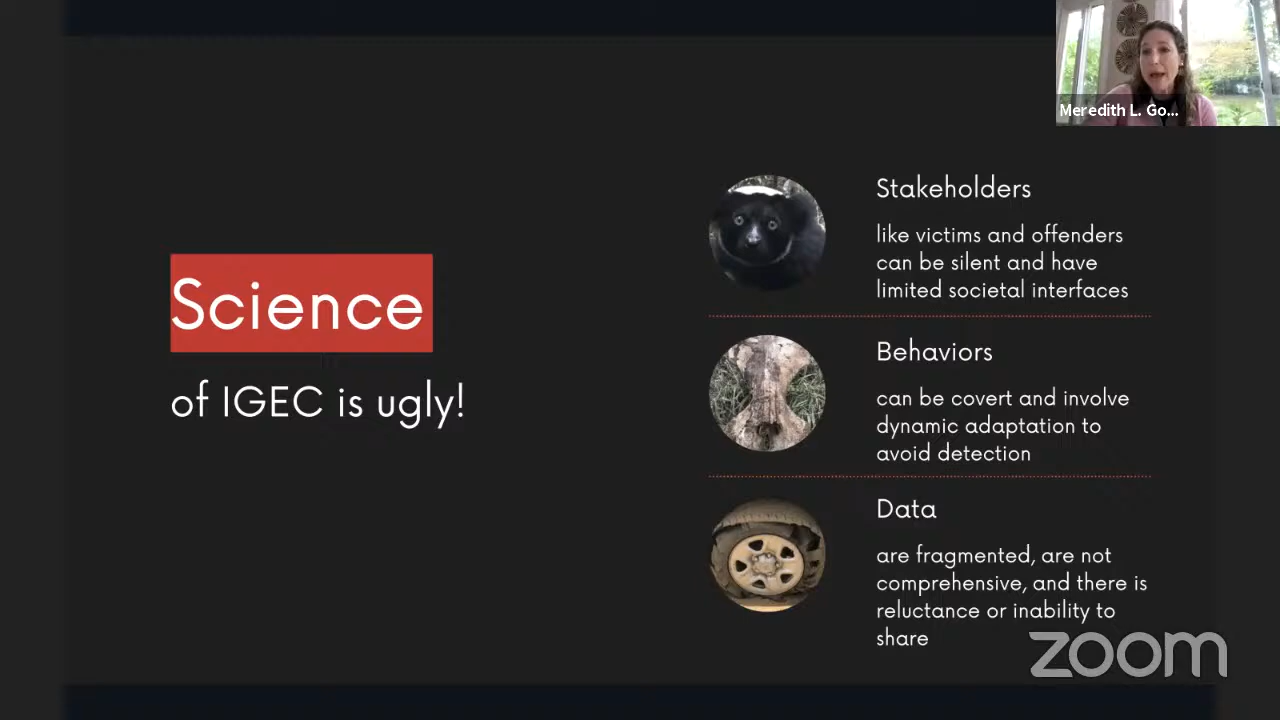 Meredith L. Go...
Science
of IGEC is ugly!
Stakeholders
like victims and offenders
can be silent and have
limited societal interfaces
Behaviors
can be covert and involve
dynamic adaptation to
avoid detection
Data
are fragmented, are not
comprehensive, and there is
reluctance or inability to
share
zoom